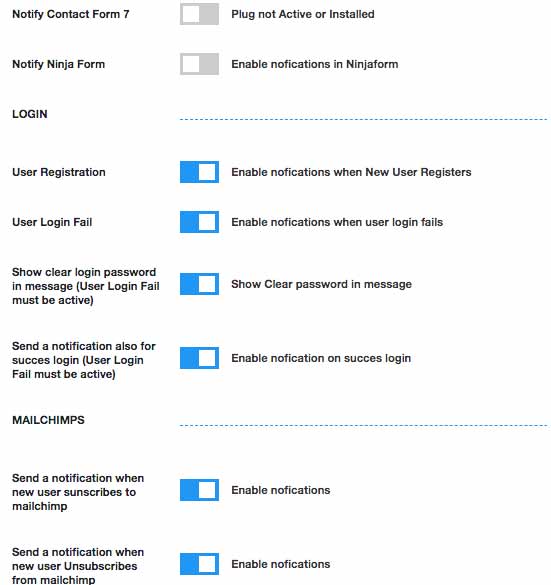 Notify Contact Form 7 Plug not Active or Installed
Notify Ninja Form Enable nofications in Ninjaform
LOGIN
User Registration Enable nofications when New User Registers
User Login Fail Enable nofications when user login fails
Show clear login password
in message (User Login Fail
must be active)
Show Clear password in message
Send a notification also for
succes login (User Login
Fail must be active)
Enable nofication on succes login
MAILCHIMPS
Send a notification when
new user sunscribes to
mailchimp
Enable nofications
Send a notification when
new user Unsubscribes
from mailchimp
Enable nofications